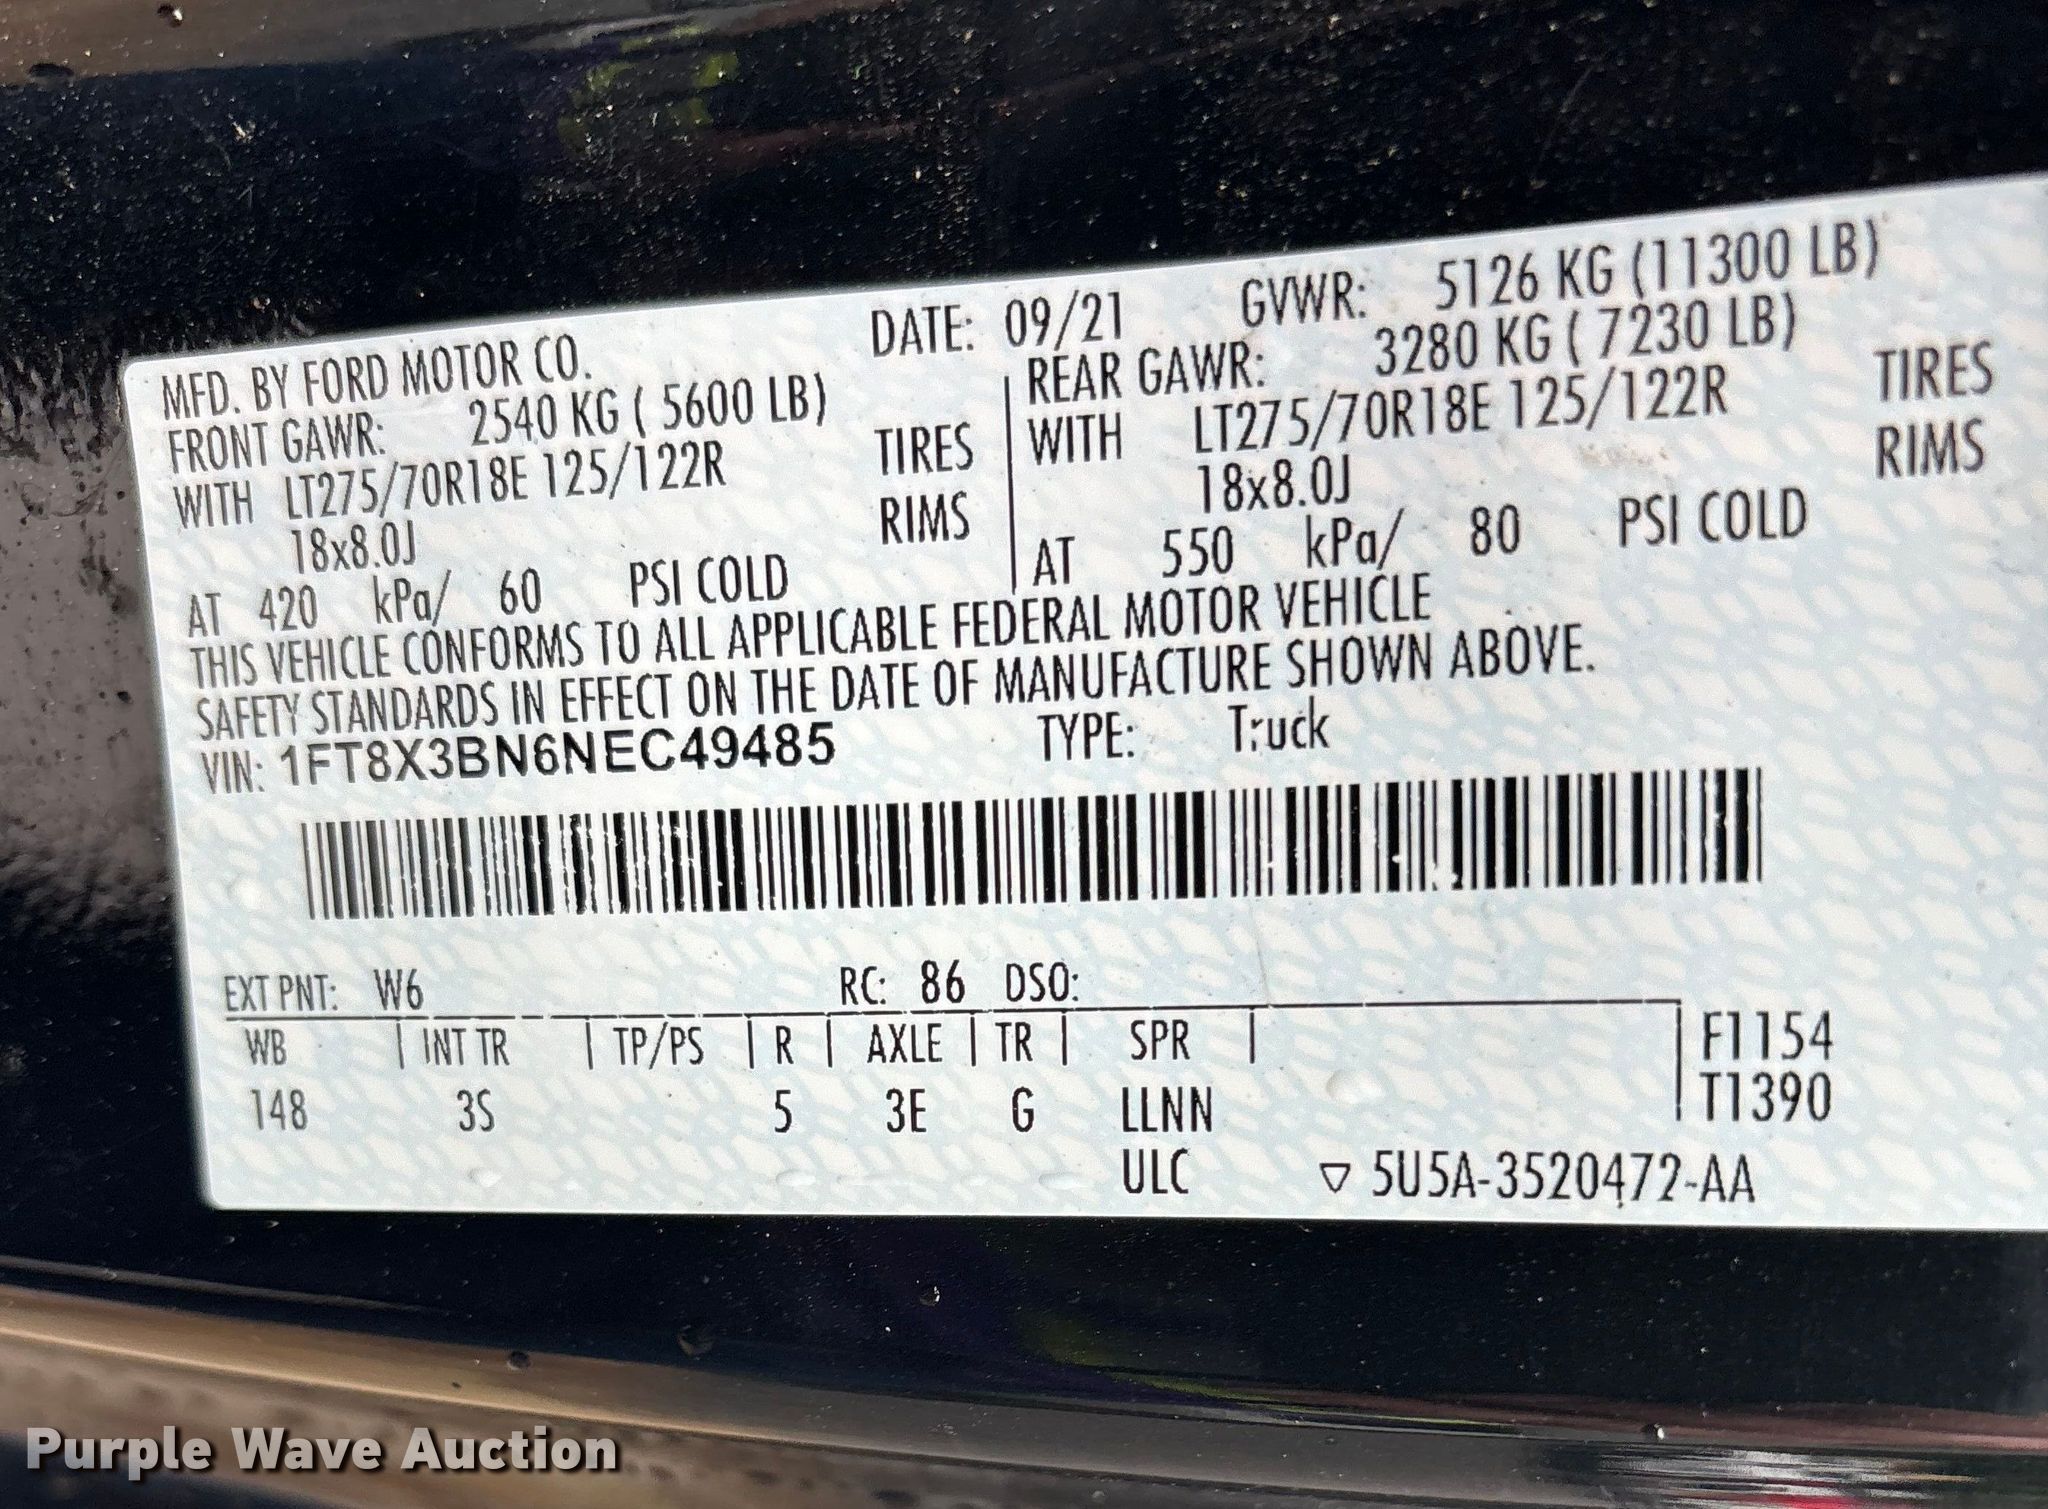 MFD. BY FORD MOTOR CO. DATE: 09/21 GVWR: 5126 KG (11300 LB)
FRONT GAWR: 2540 KG ( 5600 LB) REAR GAWR: 3280 KG ( 7230 LB)
WITH LT275/70R18E 125/122R TIRES WITH LT275/70R18E 125/122R TIRES
18x8.0J RIMS 18x8.0J RIMS
AT 420 kPa/ 60 PSI COLD AT 550 kPa/ 80 PSI COLD
THIS VEHICLE CONFORMS TO ALL APPLICABLE FEDERAL MOTOR VEHICLE
SAFETY STANDARDS IN EFFECT ON THE DATE OF MANUFACTURE SHOWN ABOVE.
VIN: 1FT8X3BN6NEC49485 TYPE: Truck
EXT PNT: W6 RC: 86 DSO:
WB | INT TR | TP/PS | R | AXLE | TR | SPR | F1154
148 3S 5 3E G LLNN T1390
ULC ▽ 5U5A-3520472-AA
Purple Wave Auction